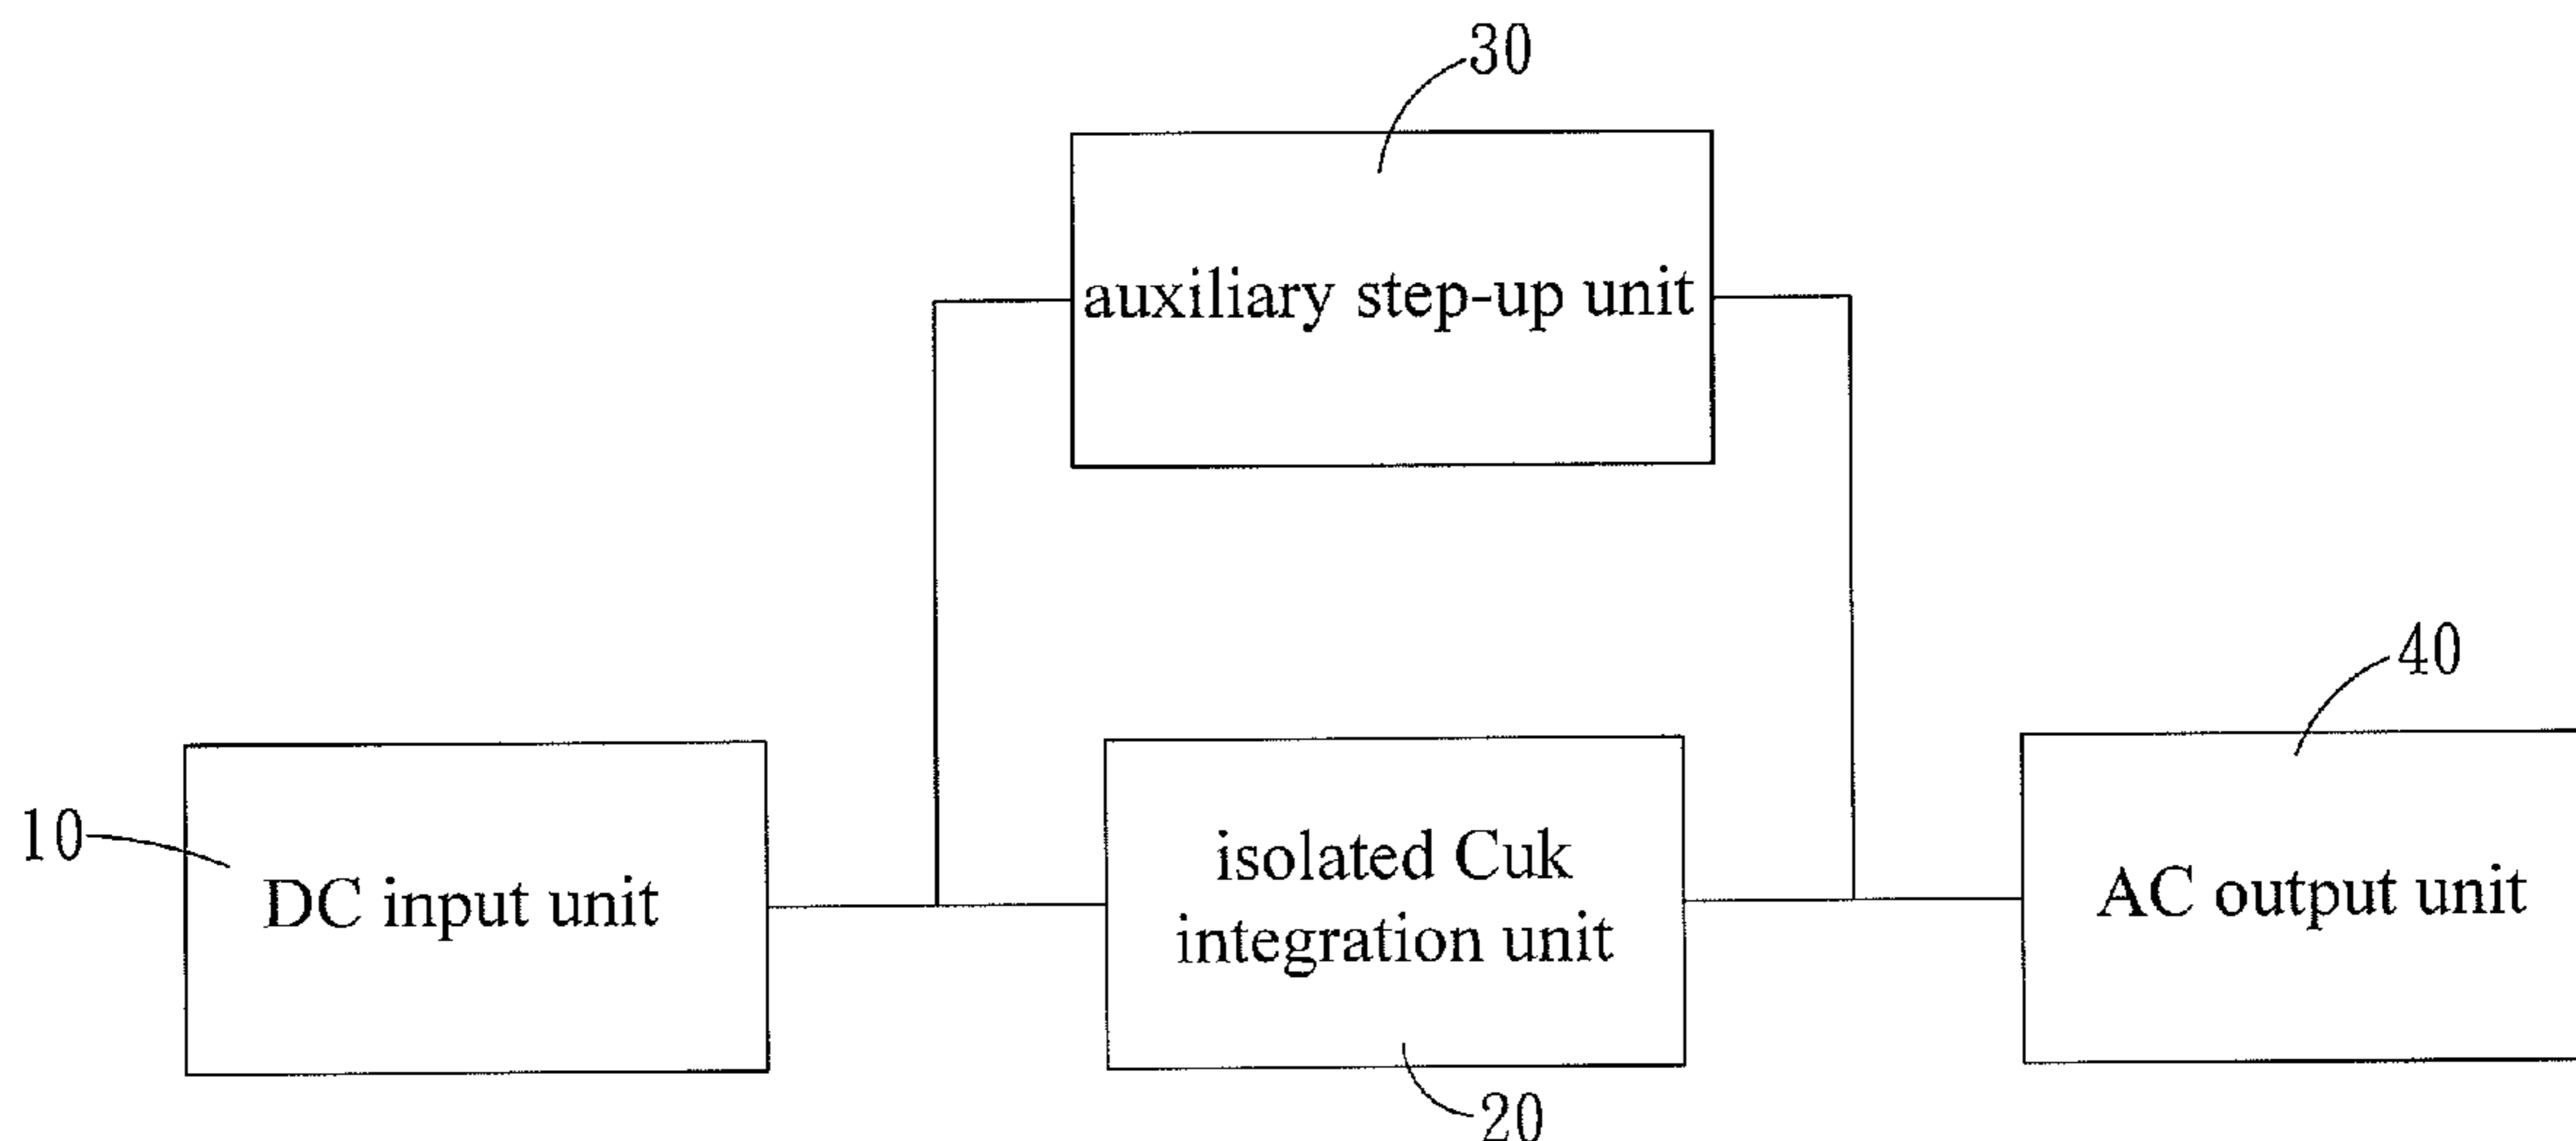 30
auxiliary step-up unit
40
10
DC input unit
isolated Cuk
integration unit
AC output unit
20